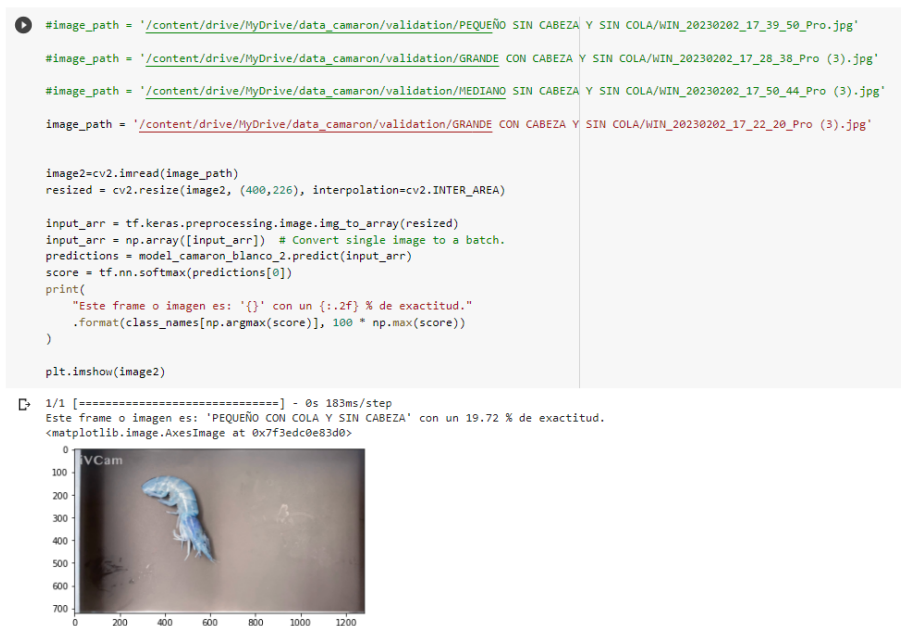 #image_path = '/content/drive/MyDrive/data_camaron/validation/PEQUEÑO SIN CABEZA Y SIN COLA/WIN_20230202_17_39_50_Pro.jpg'
#image_path = '/content/drive/MyDrive/data_camaron/validation/GRANDE CON CABEZA Y SIN COLA/WIN_20230202_17_28_38_Pro (3).jpg'
#image_path = '/content/drive/MyDrive/data_camaron/validation/MEDIANO SIN CABEZA Y SIN COLA/WIN_20230202_17_50_44_Pro (3).jpg'
image_path = '/content/drive/MyDrive/data_camaron/validation/GRANDE CON CABEZA Y SIN COLA/WIN_20230202_17_22_20_Pro (3).jpg'
image2=cv2.imread(image_path)
resized = cv2.resize(image2, (400,226), interpolation=cv2.INTER_AREA)
input_arr = tf.keras.preprocessing.image.img_to_array(resized)
input_arr = np.array([input_arr])  # Convert single image to a batch.
predictions = model_camaron_blanco_2.predict(input_arr)
score = tf.nn.softmax(predictions[0])
print(
    "Este frame o imagen es: '{}' con un {:.2f} % de exactitud."
    .format(class_names[np.argmax(score)], 100 * np.max(score))
)
plt.imshow(image2)
1/1 [==============================] - 0s 183ms/step
Este frame o imagen es: 'PEQUEÑO CON COLA Y SIN CABEZA' con un 19.72 % de exactitud.
<matplotlib.image.AxesImage at 0x7f3edc0e83d0>
iVCam
0
100
200
300
400
500
600
700
0 200 400 600 800 1000 1200